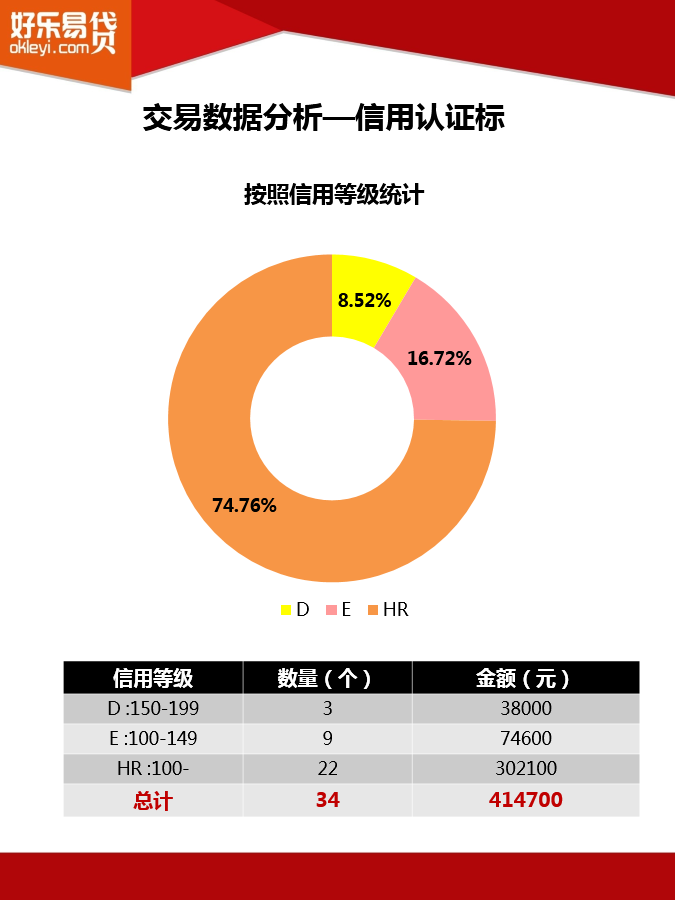 好乐易代贷
okleyi.com
交易数据分析—信用认证标
按照信用等级统计
8.52%
16.72%
74.76%
D E HR
信用等级 数量（个） 金额（元）
D :150-199 3 38000
E :100-149 9 74600
HR :100- 22 302100
总计 34 414700